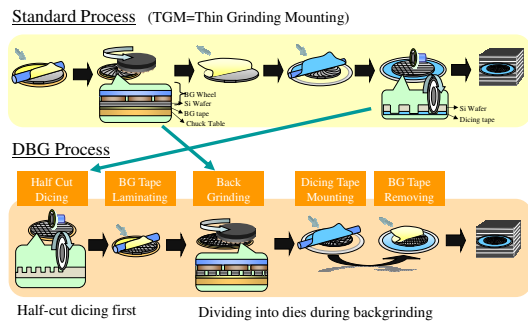 Standard Process (TGM=Thin Grinding Mounting)
BG Wheel
Si Wafer
BG tape
Chuck Table
Si Wafer
Dicing tape
DBG Process
Half Cut
Dicing
BG Tape
Laminating
Back
Grinding
Dicing Tape
Mounting
BG Tape
Removing
Half-cut dicing first
Dividing into dies during backgrinding